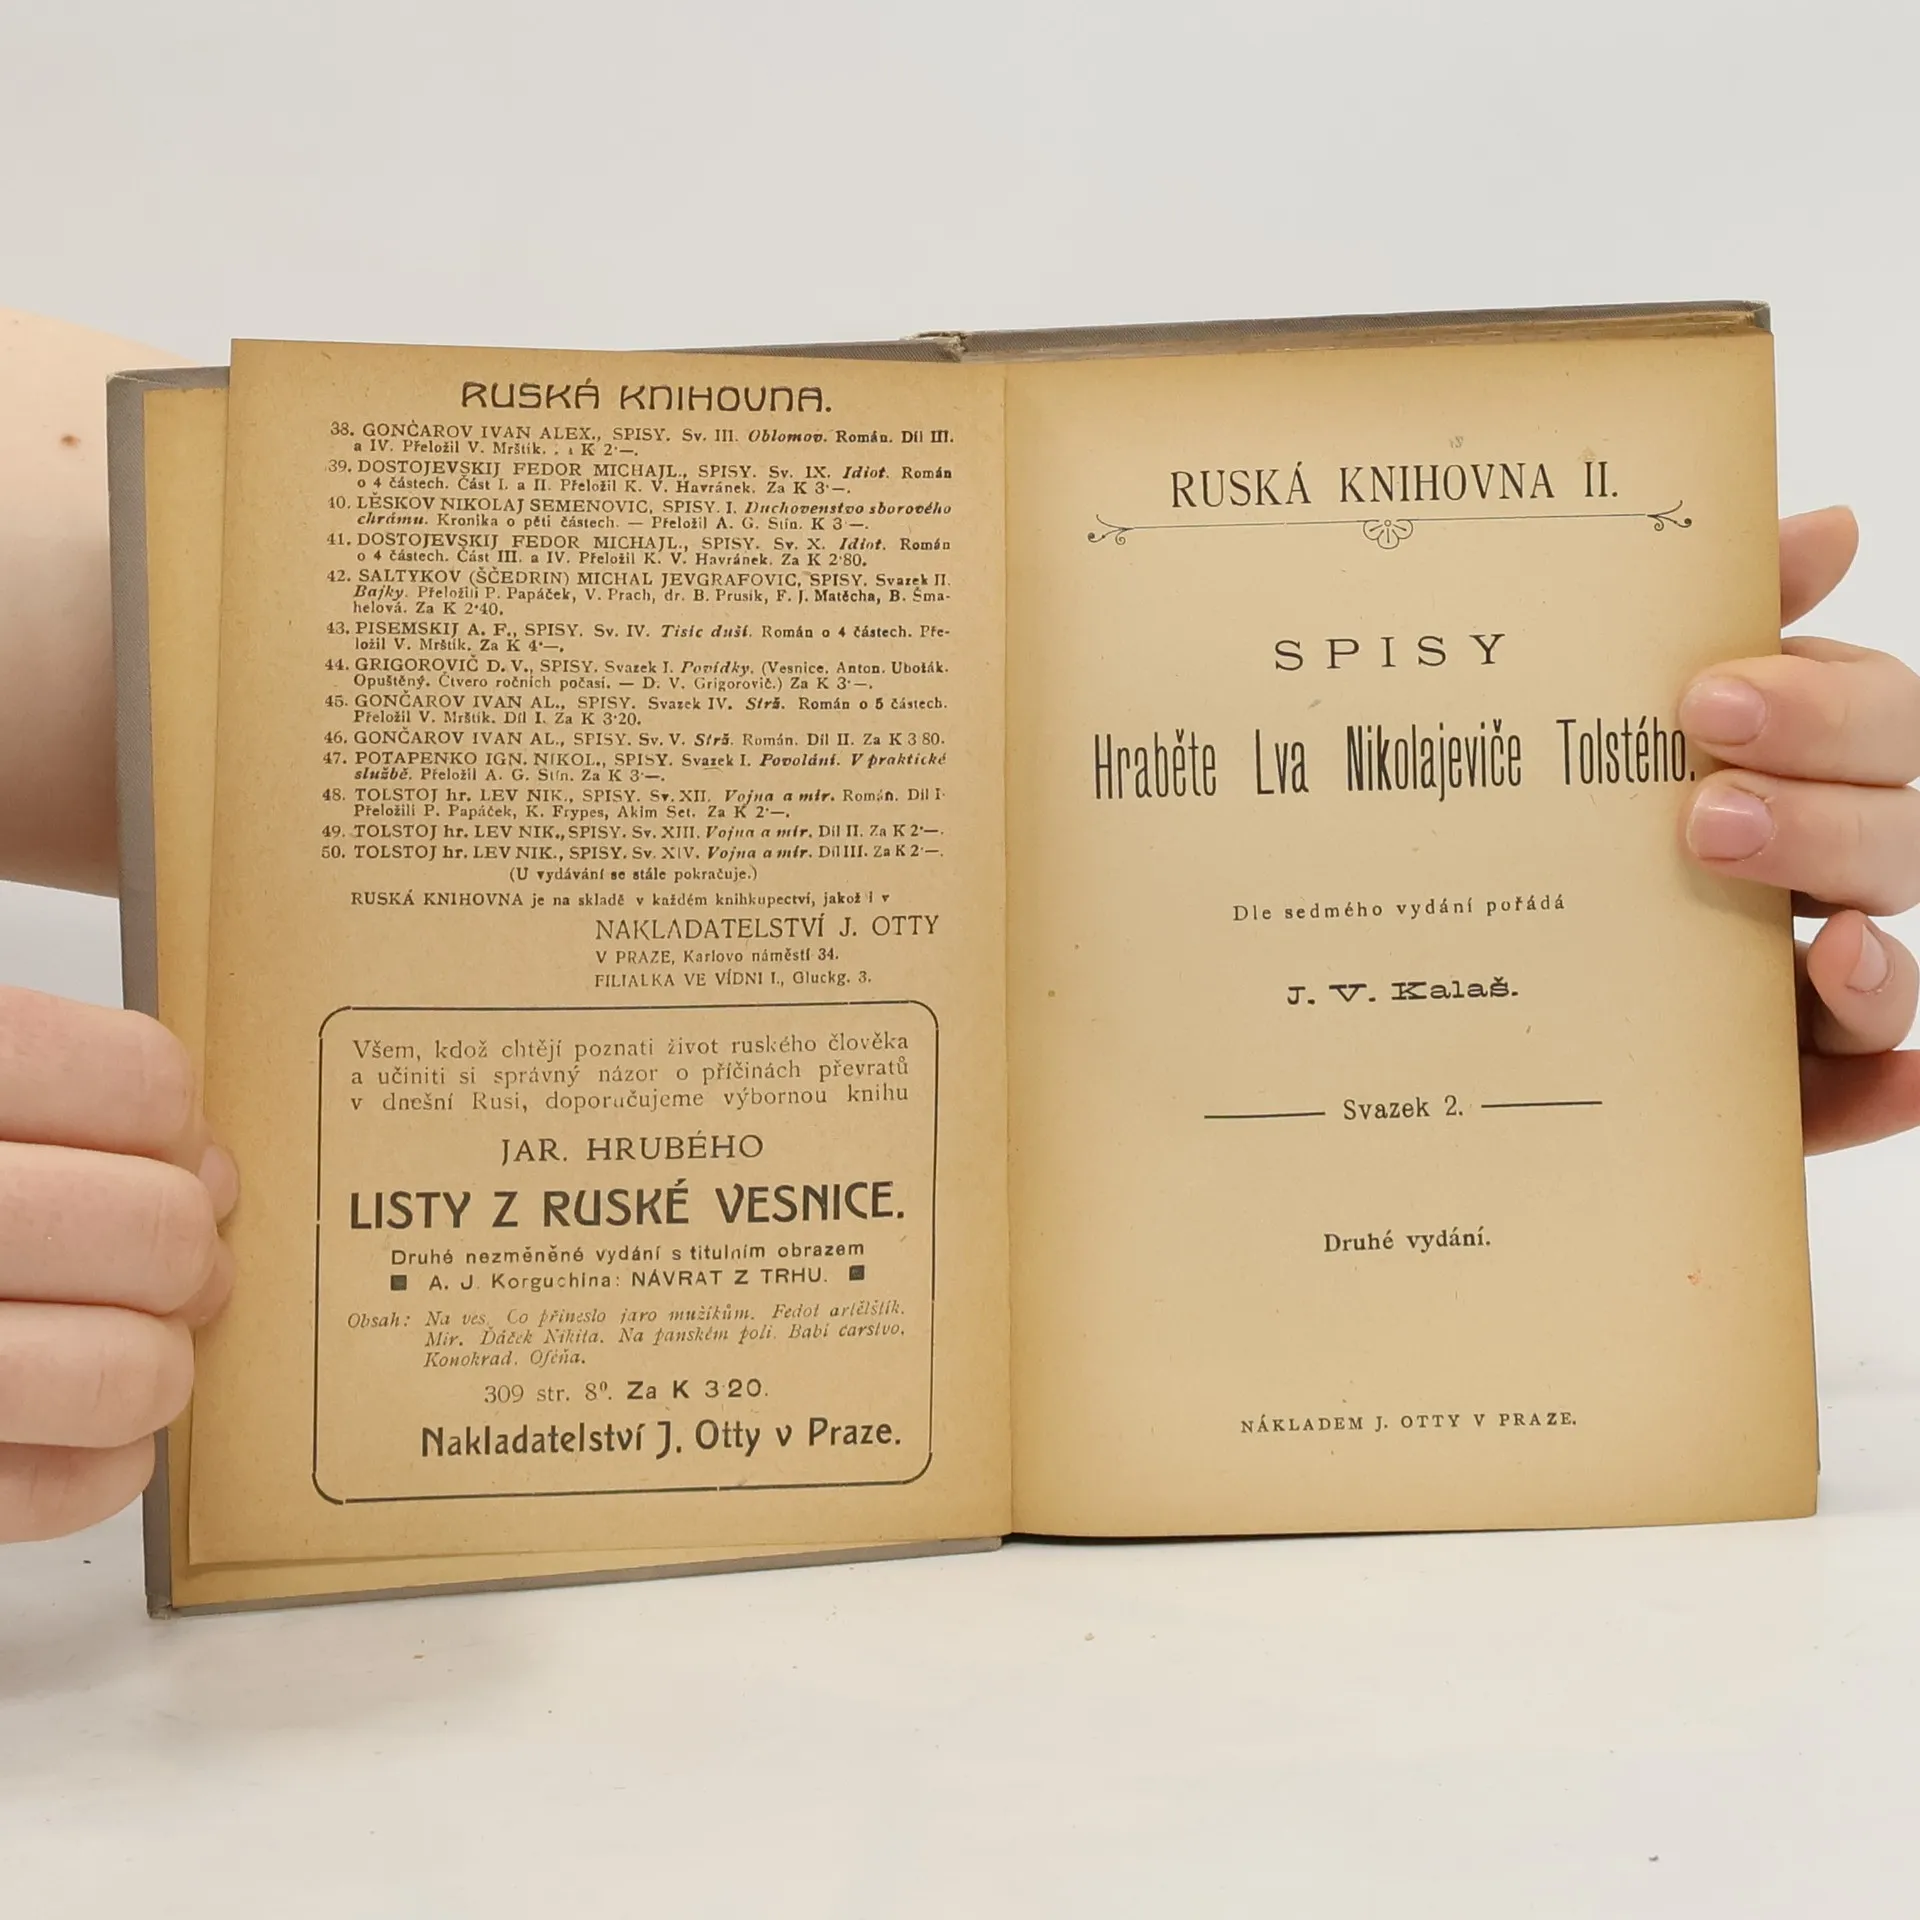 RUSKÁ KNIHOVNA.
38. GONČAROV IVAN ALEX., SPISY. Sv. III. Oblomov. Román. Díl III.
a IV. Přeložil V. Mrštík. K 2·—.
39. DOSTOJEVSKIJ FEDOR MICHAJL., SPISY. Sv. IX. Idiot. Román
o 4 částech. Část I. a II. Přeložil K. V. Havránek. Za K 3·—.
40. LĚSKOV NIKOLAJ SEMENOVIC, SPISY. I. Duchovenstvo sborového
chrámu. Kronika o pěti částech. — Přeložil A. G. Stín. K 3·—.
41. DOSTOJEVSKIJ FEDOR MICHAJL., SPISY. Sv. X. Idiot. Román
o 4 částech. Část III. a IV. Přeložil K. V. Havránek. Za K 2·80.
42. SALTYKOV (ŠČEDRIN) MICHAL JEVGRAFOVIC, SPISY. Svazek II.
Bajky. Přeložili P. Papáček, V. Prach, dr. B. Prusík, F. J. Matěcha, B. Šma-
helová. Za K 2·40.
43. PISEMSKIJ A. F., SPISY. Sv. IV. Tisíc duší. Román o 4 částech. Pře-
ložil V. Mrštík. Za K 4·—.
44. GRIGOROVIČ D. V., SPISY. Svazek I. Povídky. (Vesnice. Anton. Ubožák.
Opuštěný. Čtvero ročních počasí. — D. V. Grigorovič.) Za K 3·—.
45. GONČAROV IVAN AL., SPISY. Svazek IV. Strž. Román o 5 částech.
Přeložil V. Mrštík. Díl I. Za K 3·20.
46. GONČAROV IVAN AL., SPISY. Sv. V. Strž. Román. Díl II. Za K 3 80.
47. POTAPENKO IGN. NIKOL., SPISY. Svazek I. Povolání. V praktické
službě. Přeložil A. G. Stín. Za K 3·—.
48. TOLSTOJ hr. LEV NIK., SPISY. Sv. XII. Vojna a mír. Román. Díl I·
Přeložili P. Papáček, K. Frypes, Akim Set. Za K 2·—.
49. TOLSTOJ hr. LEV NIK., SPISY. Sv. XIII. Vojna a mír. Díl II. Za K 2·—.
50. TOLSTOJ hr. LEV NIK., SPISY. Sv. XIV. Vojna a mír. Díl III. Za K 2·—.
(U vydávání se stále pokračuje.)
RUSKÁ KNIHOVNA je na skladě v každém knihkupectví, jakož i v
NAKLADATELSTVÍ J. OTTY
V PRAZE, Karlovo náměstí 34.
FILIALKA VE VÍDNI I., Gluckg. 3.
Všem, kdož chtějí poznati život ruského člověka
a učiniti si správný názor o příčinách převratů
v dnešní Rusi, doporučujeme výbornou knihu
JAR. HRUBÉHO
LISTY Z RUSKÉ VESNICE.
Druhé nezměněné vydání s titulním obrazem
A. J. Korguchina: NÁVRAT Z TRHU.
Obsah: Na ves. Co přineslo jaro mužikům. Fedot artělštík.
Mir. Ďáček Nikita. Na panském poli. Babí carstvo.
Konokrad. Oféňa.
309 str. 8⁰. Za K 3·20.
Nakladatelství J. Otty v Praze.
RUSKÁ KNIHOVNA II.
SPISY
Hraběte Lva Nikolajeviče Tolstého.
Dle sedmého vydání pořádá
J. V. Kalaš.
Svazek 2.
Druhé vydání.
NÁKLADEM J. OTTY V PRAZE.